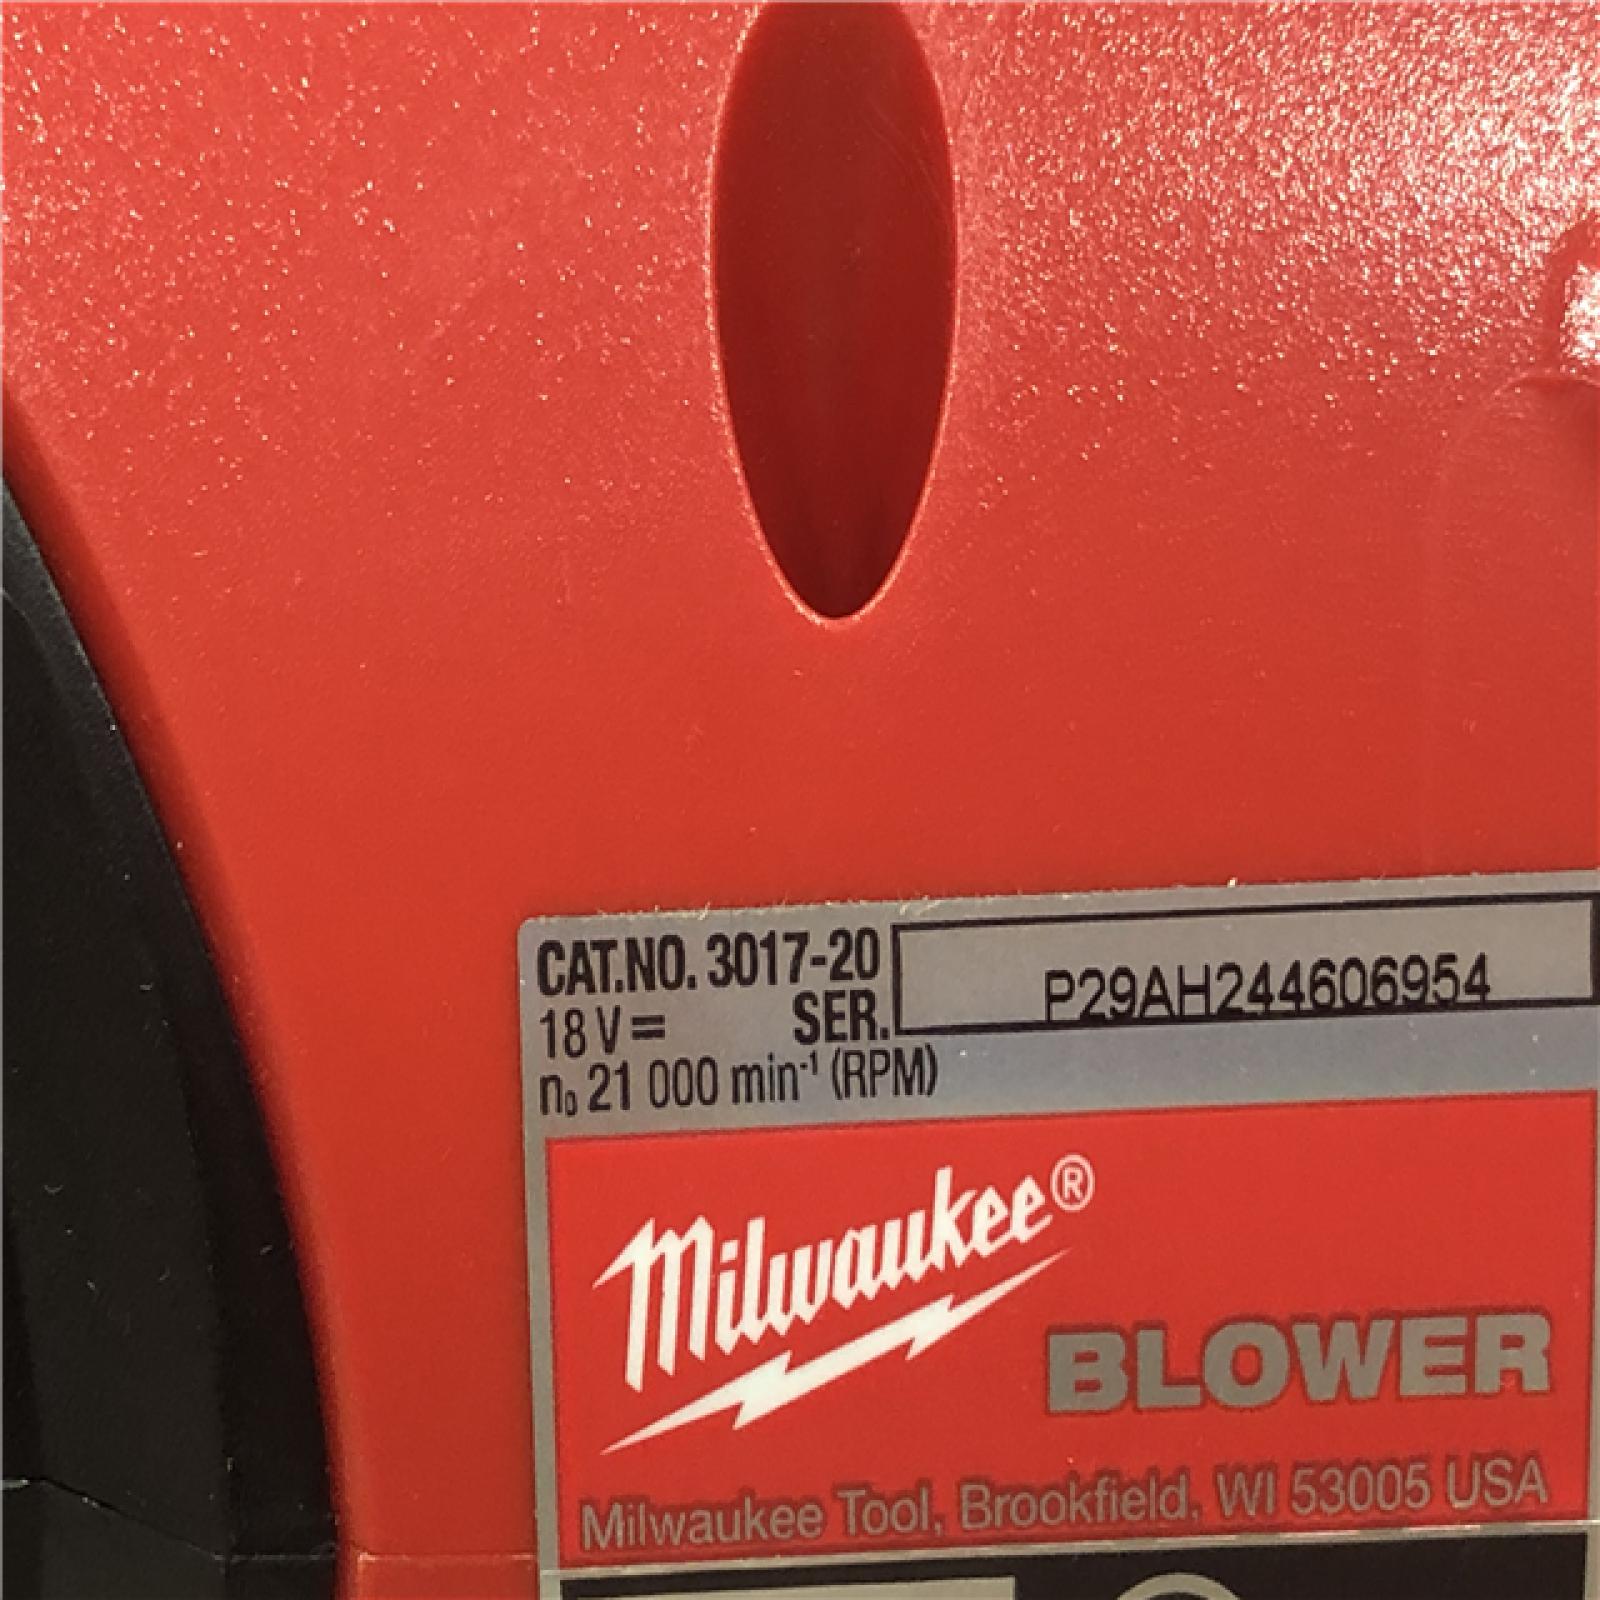 CAT.NO. 3017-20
18 V⎓ SER. P29AH244606954
n₀ 21 000 min⁻¹ (RPM)
Milwaukee®
BLOWER
Milwaukee Tool, Brookfield, WI 53005 USA